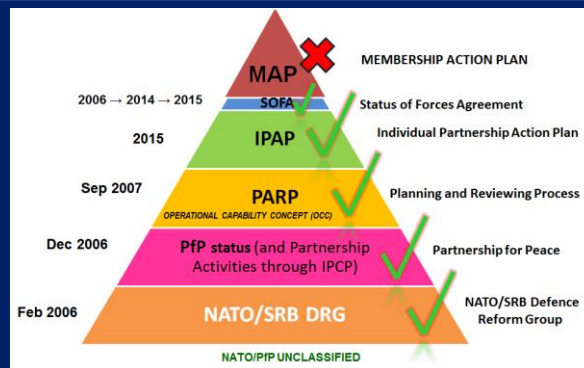 MAP
MEMBERSHIP ACTION PLAN
2006 → 2014 → 2015
SOFA
Status of Forces Agreement
2015
IPAP
Individual Partnership Action Plan
Sep 2007
PARP
OPERATIONAL CAPABILITY CONCEPT (OCC)
Planning and Reviewing Process
Dec 2006
PfP status (and Partnership
Activities through IPCP)
Partnership for Peace
Feb 2006
NATO/SRB DRG
NATO/SRB Defence
Reform Group
NATO/PfP UNCLASSIFIED